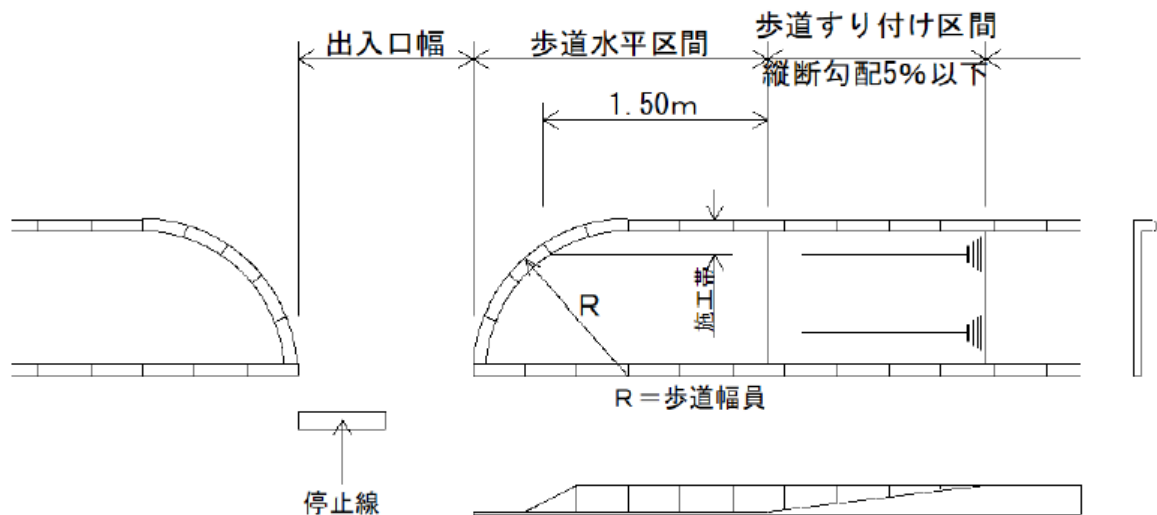 出入口幅
歩道水平区間
歩道すり付け区間
縦断勾配5%以下
1.50m
施工帯
R
R=歩道幅員
停止線